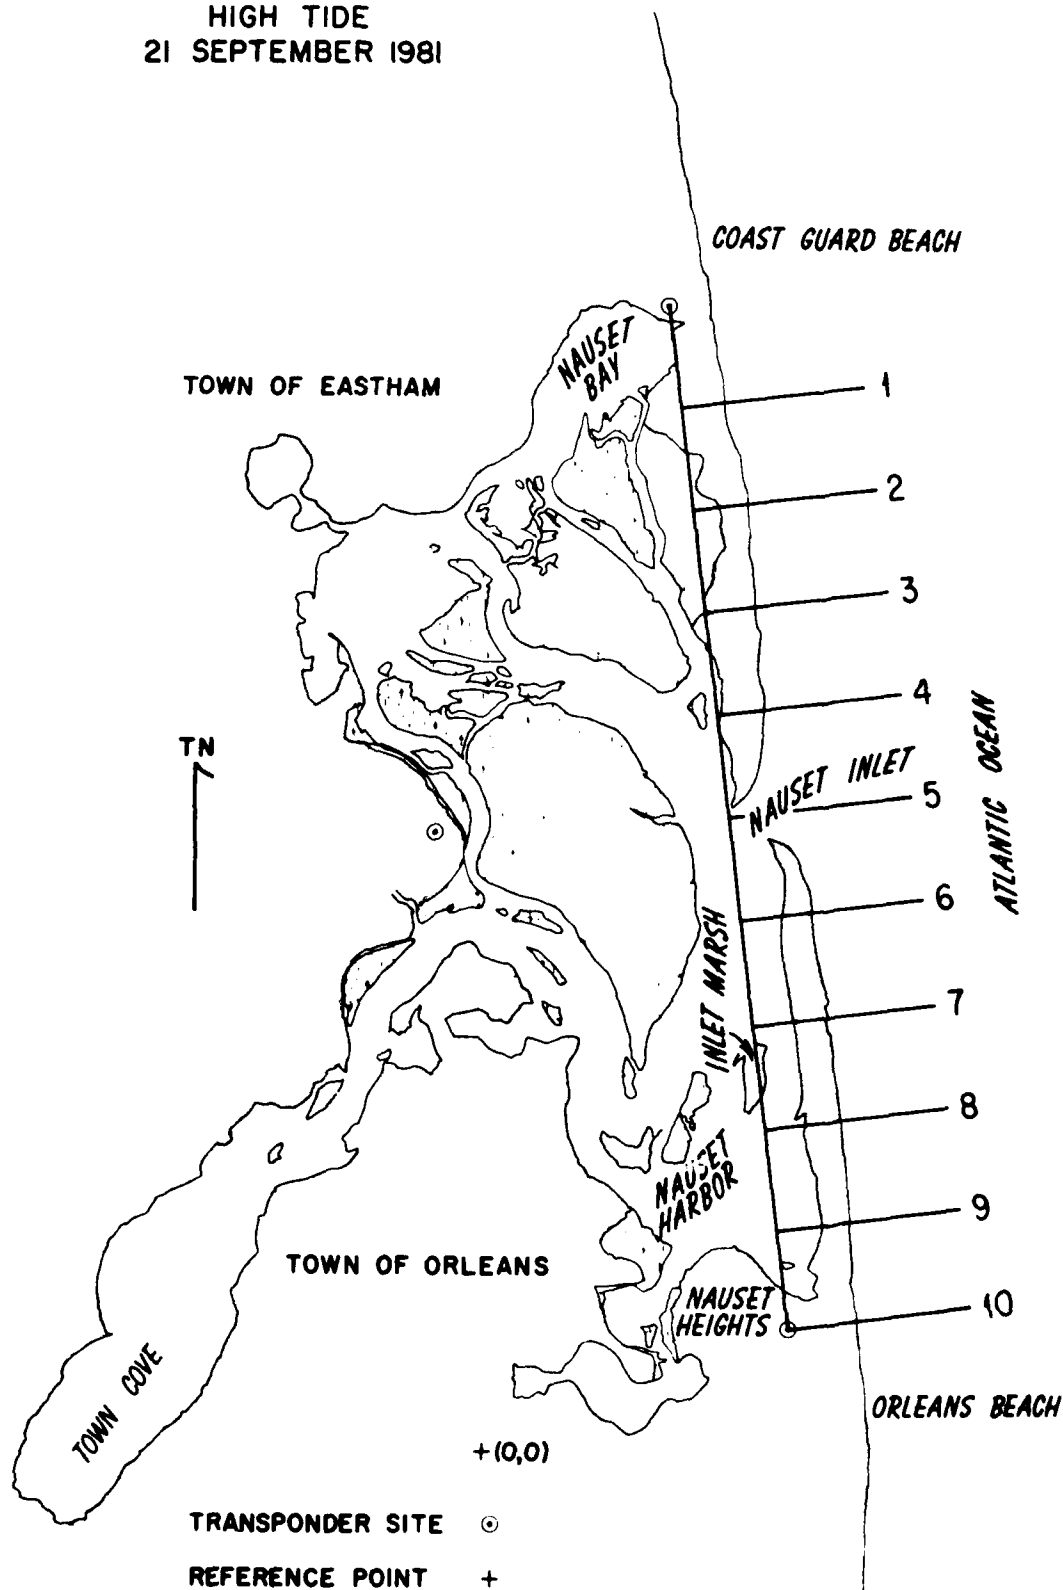 HIGH TIDE
21 SEPTEMBER 1981
COAST GUARD BEACH
NAUSET
BAY
TOWN OF EASTHAM
1
2
3
4
ATLANTIC OCEAN
TN
NAUSET INLET
5
6
INLET MARSH
7
8
NAUSET
HARBOR
9
TOWN OF ORLEANS
NAUSET
HEIGHTS
10
TOWN COVE
ORLEANS BEACH
+(0,0)
TRANSPONDER SITE ⊙
REFERENCE POINT +